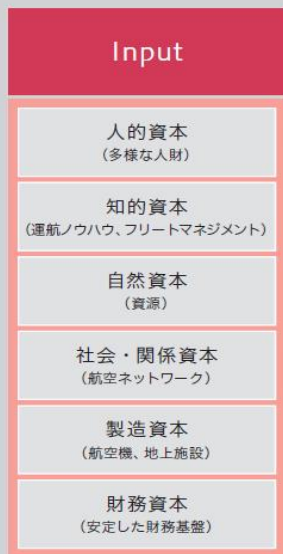 Input
人的資本
(多様な人財)
知的資本
(運航ノウハウ、フリートマネジメント)
自然資本
(資源)
社会・関係資本
(航空ネットワーク)
製造資本
(航空機、地上施設)
財務資本
(安定した財務基盤)